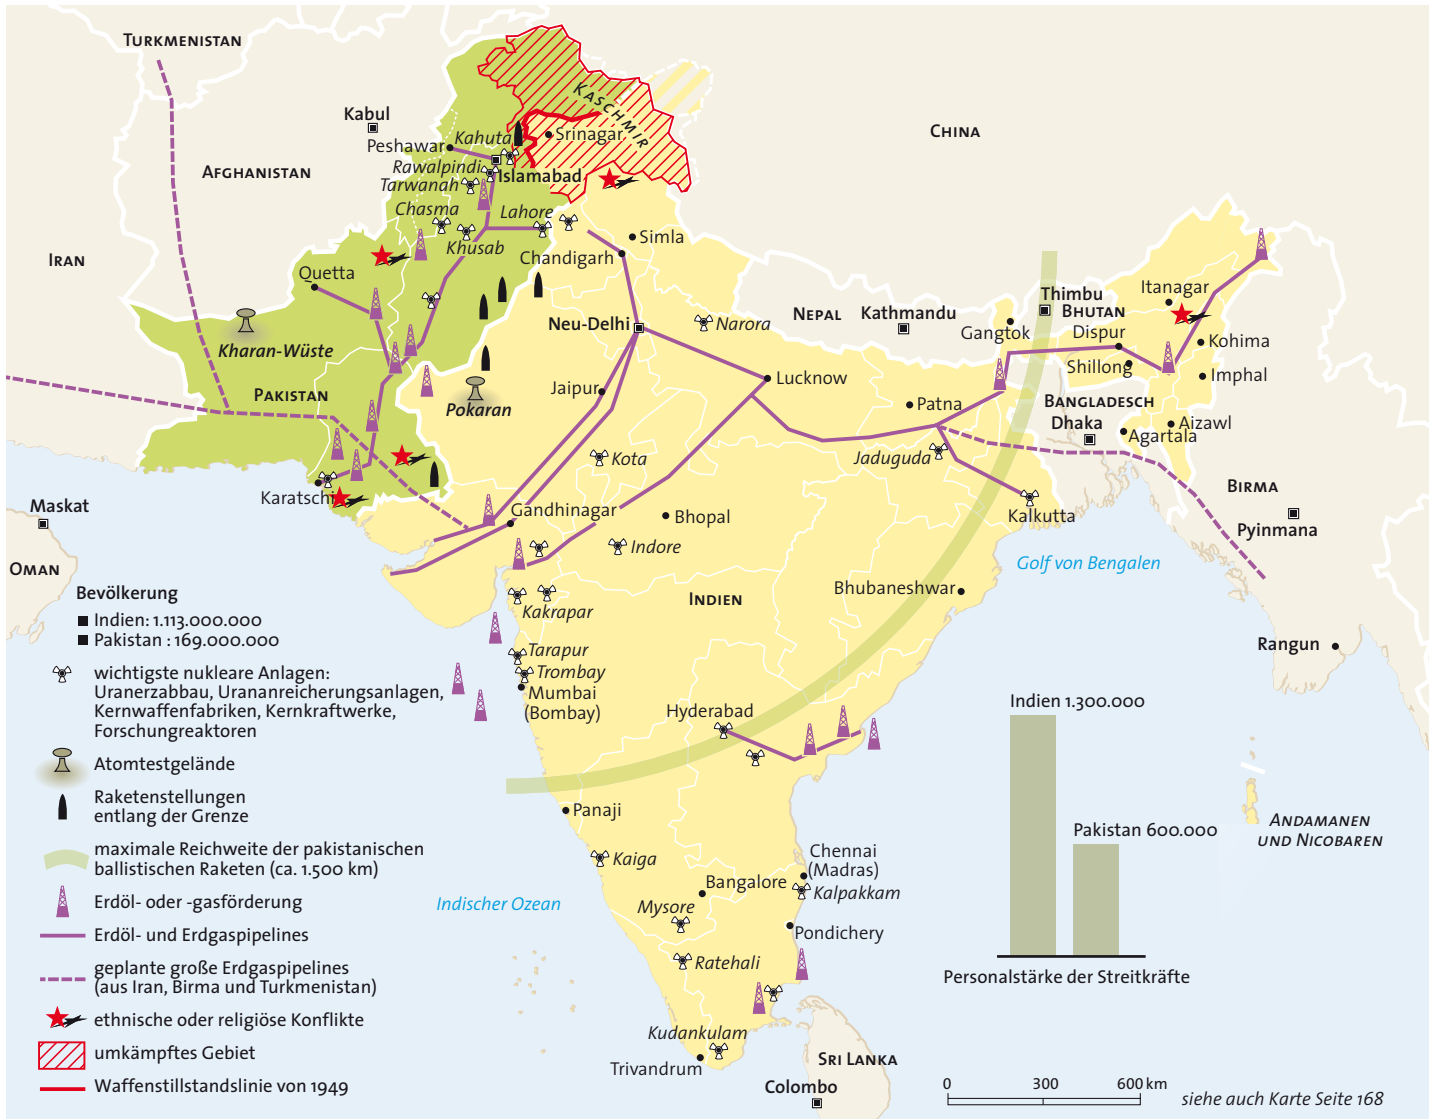 TURKMENISTAN
Kabul
AFGHANISTAN
IRAN
CHINA
KASCHMIR
Peshawar
Kahuta
Srinagar
Rawalpindi
Islamabad
Tarwanah
Chasma
Lahore
Khusab
Simla
Chandigarh
Quetta
Kharan-Wüste
PAKISTAN
Pokaran
Neu-Delhi
Narora
NEPAL
Kathmandu
Gangtok
Thimbu
BHUTAN
Itanagar
Dispur
Kohima
Shillong
Imphal
Jaipur
Lucknow
Patna
BANGLADESCH
Dhaka
Agartala
Aizawl
Jaduguda
Kota
Karatschi
Gandhinagar
Bhopal
Indore
Kalkutta
BIRMA
Pyinmana
Maskat
OMAN
Golf von Bengalen
INDIEN
Bhubaneshwar
Kakrapar
Tarapur
Trombay
Mumbai
(Bombay)
Hyderabad
Rangun
Panaji
Kaiga
Chennai
(Madras)
Kalpakkam
Bangalore
Mysore
Pondichery
Ratehali
Kudankulam
Trivandrum
SRI LANKA
Colombo
Indischer Ozean
ANDAMANEN
UND NICOBAREN
Bevölkerung
Indien: 1.113.000.000
Pakistan : 169.000.000
wichtigste nukleare Anlagen:
Uranerzabbau, Urananreicherungsanlagen,
Kernwaffenfabriken, Kernkraftwerke,
Forschungsreaktoren
Atomtestgelände
Raketenstellungen
entlang der Grenze
maximale Reichweite der pakistanischen
ballistischen Raketen (ca. 1.500 km)
Erdöl- oder -gasförderung
Erdöl- und Erdgaspipelines
geplante große Erdgaspipelines
(aus Iran, Birma und Turkmenistan)
ethnische oder religiöse Konflikte
umkämpftes Gebiet
Waffenstillstandslinie von 1949
Indien 1.300.000
Pakistan 600.000
Personalstärke der Streitkräfte
0 300 600 km
siehe auch Karte Seite 168